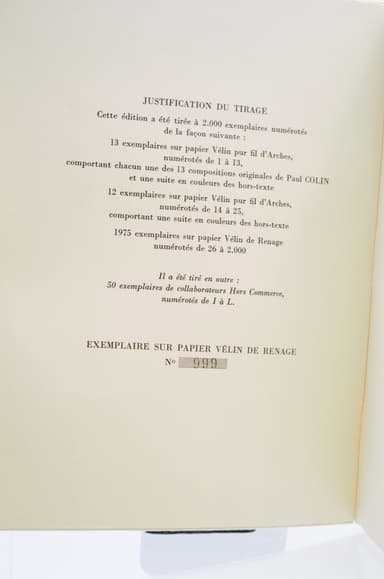 JUSTIFICATION DU TIRAGE
Cette édition a été tirée à 2.000 exemplaires numérotés
de la façon suivante :
13 exemplaires sur papier Vélin pur fil d'Arches,
numérotés de 1 à 13,
comportant chacun une des 13 compositions originales de Paul COLIN
et une suite en couleurs des hors-texte
12 exemplaires sur papier Vélin pur fil d'Arches,
numérotés de 14 à 25,
comportant une suite en couleurs des hors-texte
1975 exemplaires sur papier Vélin de Renage
numérotés de 26 à 2.000
Il a été tiré en outre :
50 exemplaires de collaborateurs Hors Commerce,
numérotés de I à L.
EXEMPLAIRE SUR PAPIER VÉLIN DE RENAGE
Nº 999